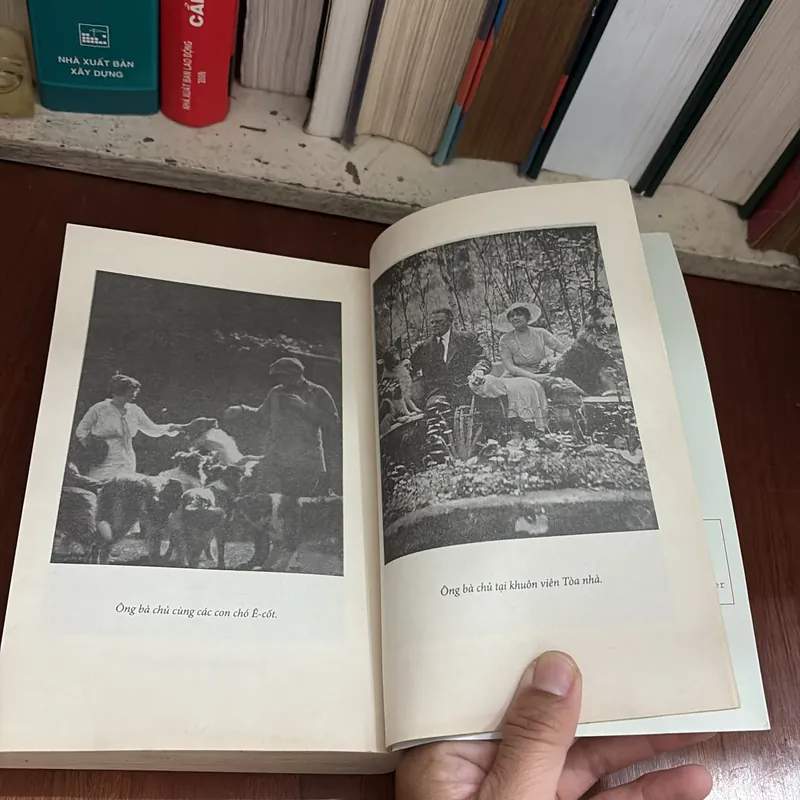 NHÀ XUẤT BẢN
XÂY DỰNG
NHÀ XUẤT BẢN LAO ĐỘNG
2009
Ông bà chủ cùng các con chó Ê-cốt.
Ông bà chủ tại khuôn viên Tòa nhà.